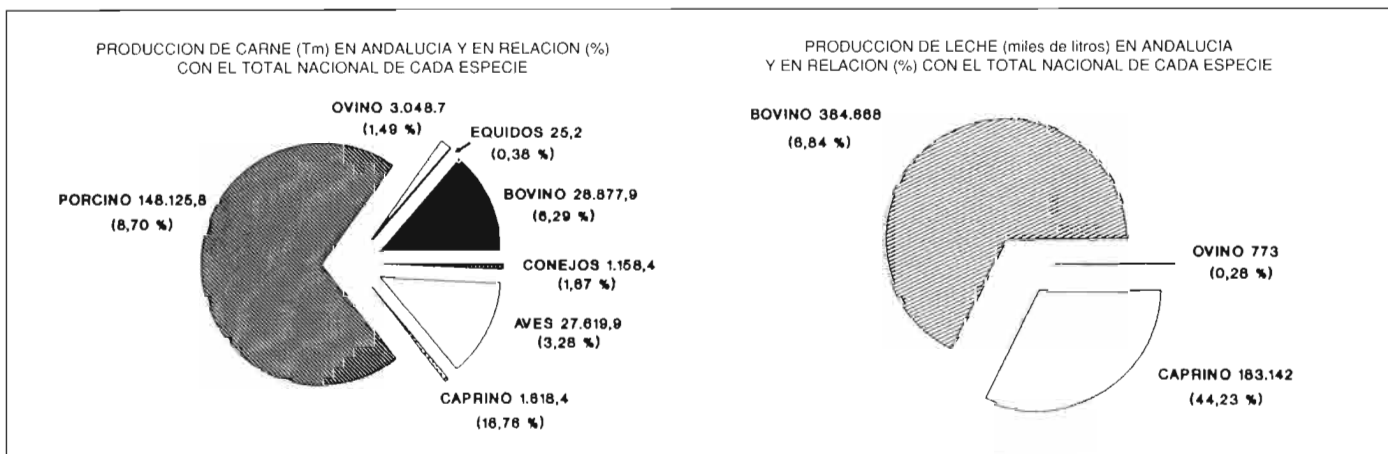 PRODUCCION DE CARNE (Tm) EN ANDALUCIA Y EN RELACION (%)
CON EL TOTAL NACIONAL DE CADA ESPECIE
OVINO 3.048.7
(1,49 %)
EQUIDOS 25,2
(0,38 %)
PORCINO 148.125,8
(8,70 %)
BOVINO 28.877,9
(6,29 %)
CONEJOS 1.158,4
(1,67 %)
AVES 27.619,9
(3,28 %)
CAPRINO 1.618,4
(16,76 %)
PRODUCCION DE LECHE (miles de litros) EN ANDALUCIA
Y EN RELACION (%) CON EL TOTAL NACIONAL DE CADA ESPECIE
BOVINO 384.668
(6,84 %)
OVINO 773
(0,28 %)
CAPRINO 183.142
(44,23 %)